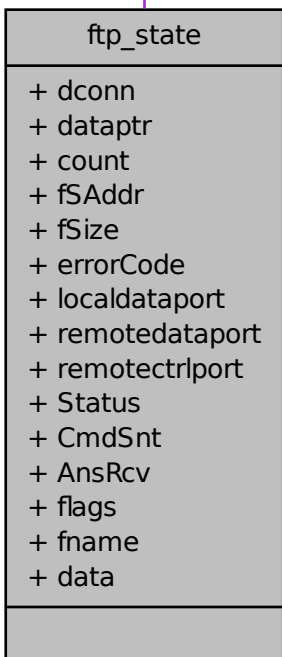 ftp_state
+ dconn
+ dataptr
+ count
+ fSAddr
+ fSize
+ errorCode
+ localdataport
+ remotedataport
+ remotectrlport
+ Status
+ CmdSnt
+ AnsRcv
+ flags
+ fname
+ data